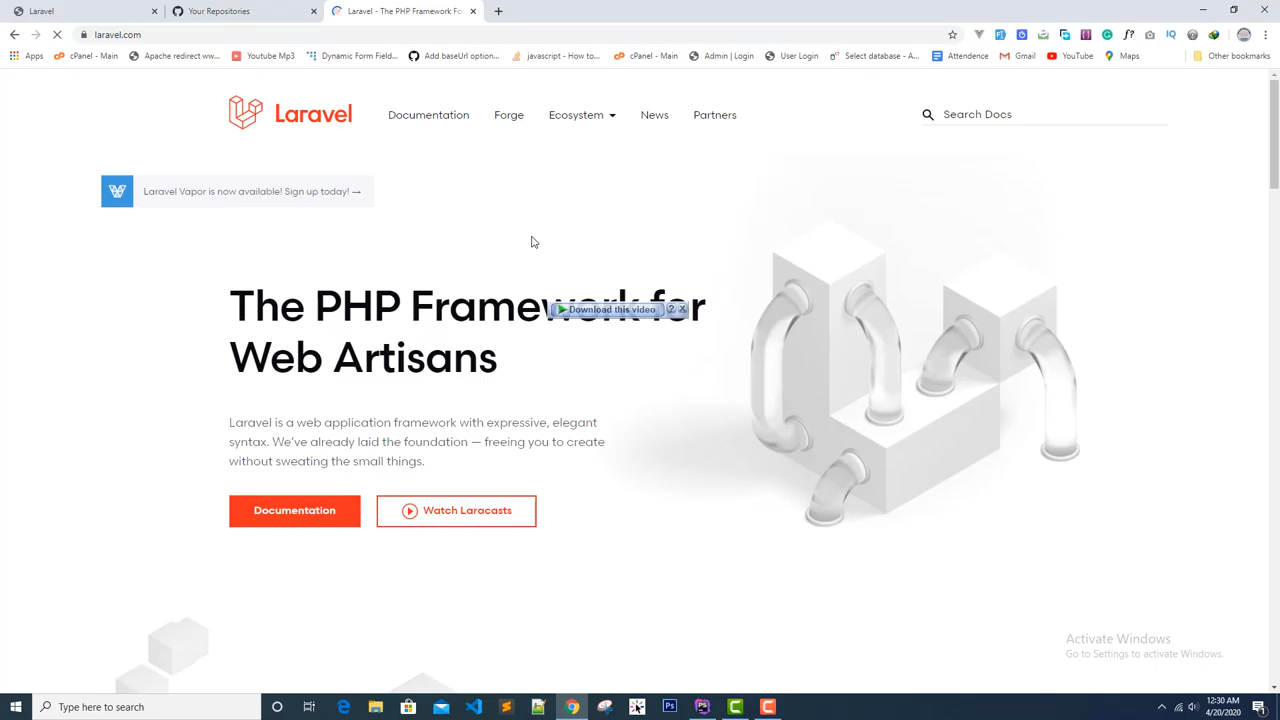 Laravel
Your Repositories
Laravel - The PHP Framework Fo
laravel.com
Apps
cPanel - Main
Apache redirect ww...
Youtube Mp3
Dynamic Form Field...
Add baseUrl option...
javascript - How to...
cPanel - Main
Admin | Login
User Login
Select database - A...
Attendence
Gmail
YouTube
Maps
Other bookmarks
Laravel
Documentation
Forge
Ecosystem
News
Partners
Search Docs
Laravel Vapor is now available! Sign up today! →
The PHP Framework for
Web Artisans
Download this video
?
X
Laravel is a web application framework with expressive, elegant
syntax. We've already laid the foundation — freeing you to create
without sweating the small things.
Documentation
Watch Laracasts
Activate Windows
Go to Settings to activate Windows.
Type here to search
12:30 AM
4/20/2020